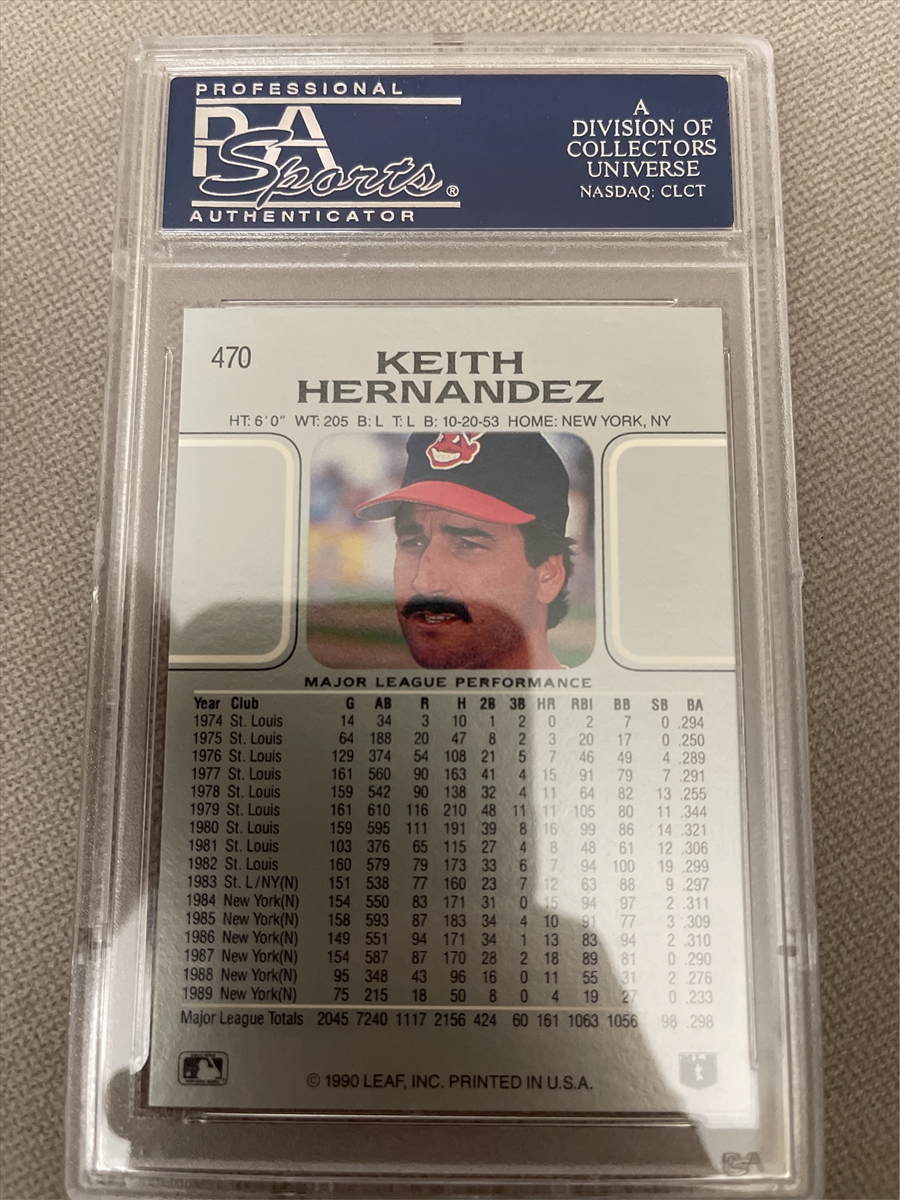 PROFESSIONAL
PSA
Sports®
AUTHENTICATOR
A
DIVISION OF
COLLECTORS
UNIVERSE
NASDAQ: CLCT
470
KEITH
HERNANDEZ
HT: 6'0" WT: 205 B: L T: L B: 10-20-53 HOME: NEW YORK, NY
MAJOR LEAGUE PERFORMANCE
Year Club G AB R H 2B 3B HR RBI BB SB BA
1974 St. Louis 14 34 3 10 1 2 0 2 7 0 .294
1975 St. Louis 64 188 20 47 8 2 3 20 17 0 .250
1976 St. Louis 129 374 54 108 21 5 7 46 49 4 .289
1977 St. Louis 161 560 90 163 41 4 15 91 79 7 .291
1978 St. Louis 159 542 90 138 32 4 11 64 82 13 .255
1979 St. Louis 161 610 116 210 48 11 11 105 80 11 .344
1980 St. Louis 159 595 111 191 39 8 16 99 86 14 .321
1981 St. Louis 103 376 65 115 27 4 8 48 61 12 .306
1982 St. Louis 160 579 79 173 33 6 7 94 100 19 .299
1983 St. L/NY(N) 151 538 77 160 23 7 12 63 88 9 .297
1984 New York(N) 154 550 83 171 31 0 15 94 97 2 .311
1985 New York(N) 158 593 87 183 34 4 10 91 77 3 .309
1986 New York(N) 149 551 94 171 34 1 13 83 94 2 .310
1987 New York(N) 154 587 87 170 28 2 18 89 81 0 .290
1988 New York(N) 95 348 43 96 16 0 11 55 31 2 .276
1989 New York(N) 75 215 18 50 8 0 4 19 27 0 .233
Major League Totals 2045 7240 1117 2156 424 60 161 1063 1056 98 .298
© 1990 LEAF, INC. PRINTED IN U.S.A.
PSA